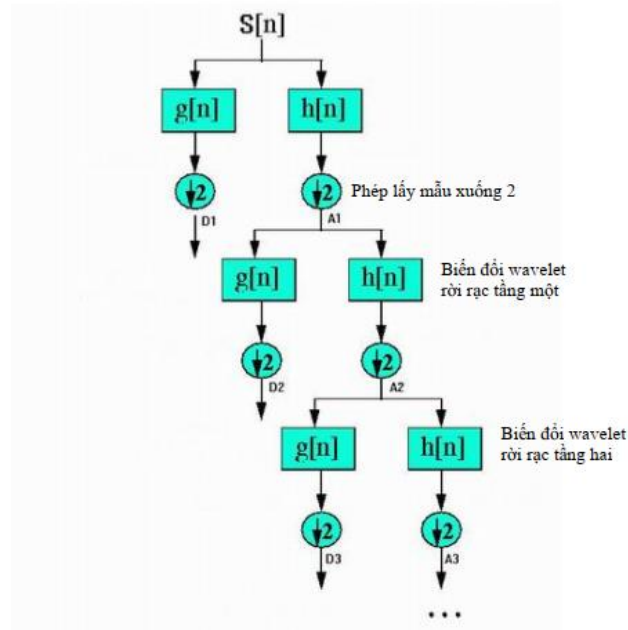 S[n]
g[n]
h[n]
↓2
↓2
Phép lấy mẫu xuống 2
D1
A1
g[n]
h[n]
Biến đổi wavelet
rời rạc tầng một
↓2
↓2
D2
A2
g[n]
h[n]
Biến đổi wavelet
rời rạc tầng hai
↓2
↓2
D3
A3
...